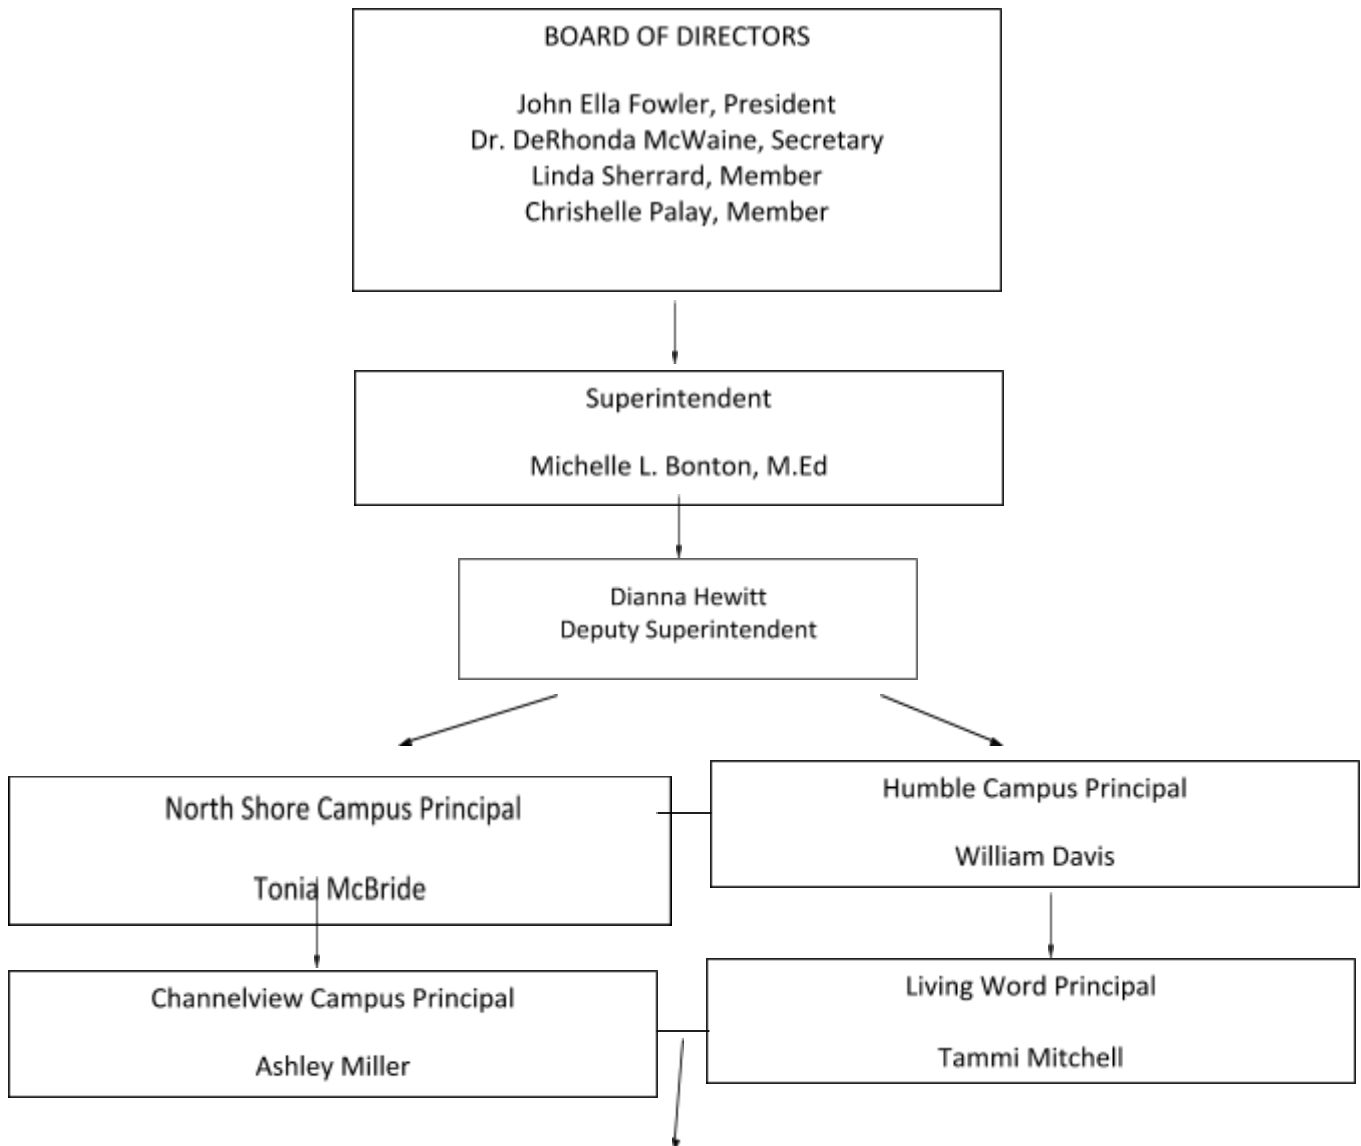 BOARD OF DIRECTORS
John Ella Fowler, President
Dr. DeRhonda McWaine, Secretary
Linda Sherrard, Member
Chrishelle Palay, Member
Superintendent
Michelle L. Bonton, M.Ed
Dianna Hewitt
Deputy Superintendent
North Shore Campus Principal
Tonia McBride
Humble Campus Principal
William Davis
Channelview Campus Principal
Ashley Miller
Living Word Principal
Tammi Mitchell